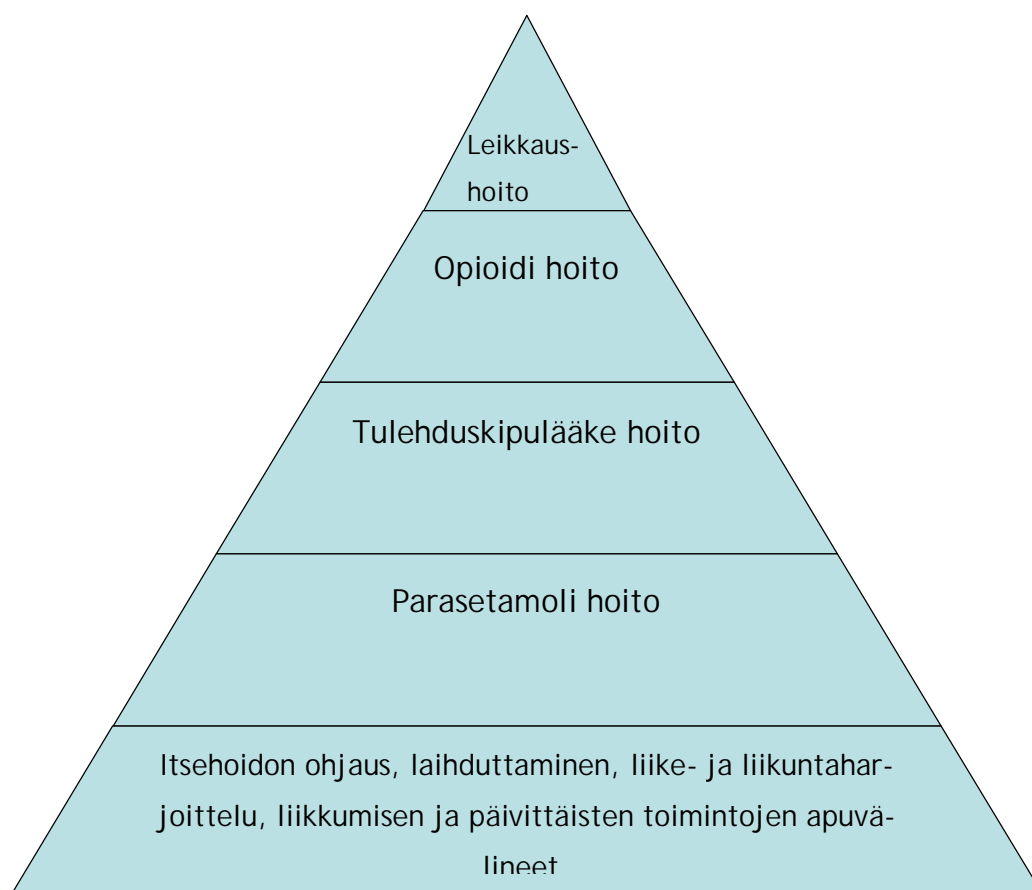 Leikkaus-
hoito
Opioidi hoito
Tulehduskipulääke hoito
Parasetamoli hoito
Itsehoidon ohjaus, laihduttaminen, liike- ja liikuntahar-
joittelu, liikkumisen ja päivittäisten toimintojen apuvä-
lineet